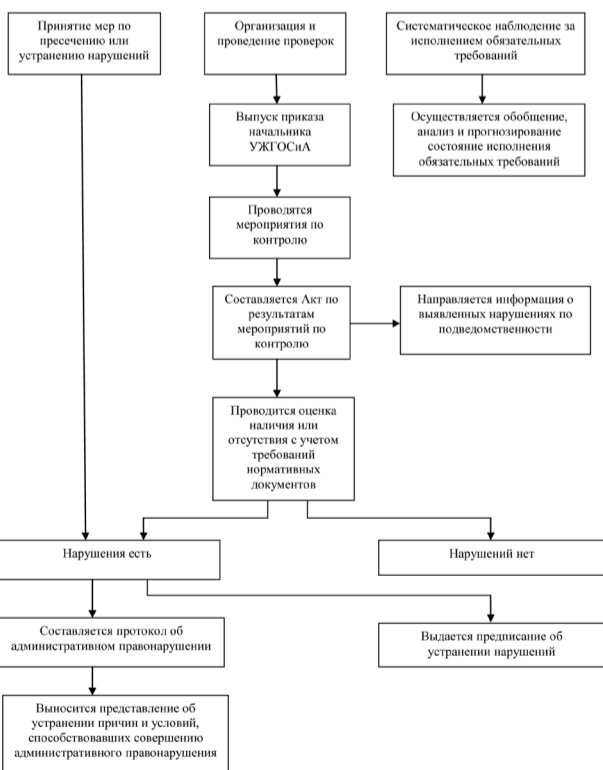 Принятие мер по
пресечению или
устранению нарушений
Организация и
проведение проверок
Систематическое наблюдение за
исполнением обязательных
требований
Выпуск приказа
начальника
УЖГОСиА
Осуществляется обобщение,
анализ и прогнозирование
состояние исполнения
обязательных требований
Проводятся
мероприятия по
контролю
Составляется Акт по
результатам
мероприятий по
контролю
Направляется информация о
выявленных нарушениях по
подведомственности
Проводится оценка
наличия или
отсутствия с учетом
требований
нормативных
документов
Нарушения есть
Нарушений нет
Составляется протокол об
административном правонарушении
Выдается предписание об
устранении нарушений
Выносится представление об
устранении причин и условий,
способствовавших совершению
административного правонарушения